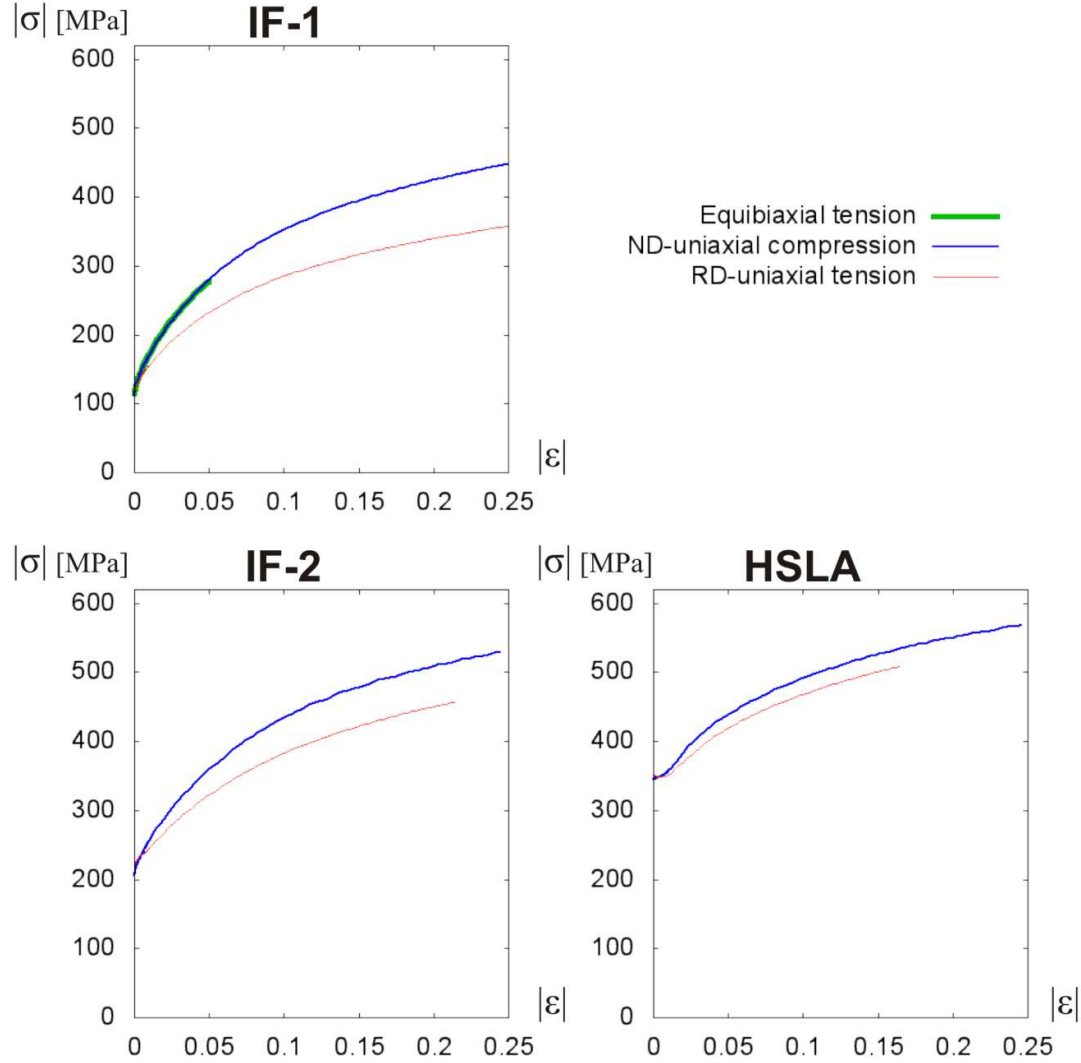 |σ| [MPa]
IF-1
600
500
400
300
200
100
0
0 0.05 0.1 0.15 0.2 0.25
|ε|
Equibiaxial tension
ND-uniaxial compression
RD-uniaxial tension
|σ| [MPa]
IF-2
600
500
400
300
200
100
0
0 0.05 0.1 0.15 0.2 0.25
|ε|
|σ| [MPa]
HSLA
600
500
400
300
200
100
0
0 0.05 0.1 0.15 0.2 0.25
|ε|